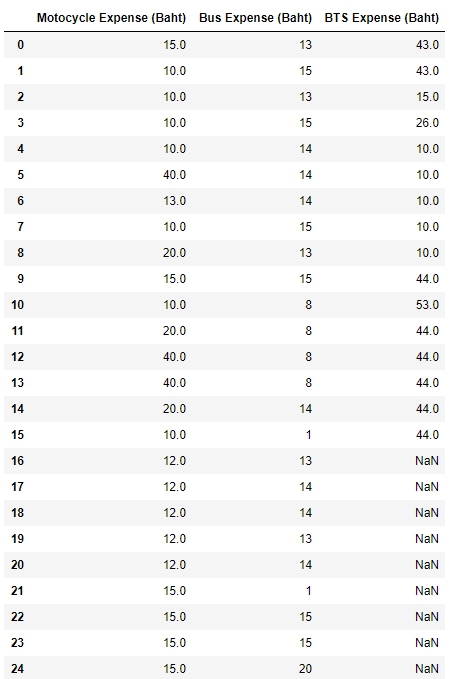 Motocycle Expense (Baht) Bus Expense (Baht) BTS Expense (Baht)
0 15.0 13 43.0
1 10.0 15 43.0
2 10.0 13 15.0
3 10.0 15 26.0
4 10.0 14 10.0
5 40.0 14 10.0
6 13.0 14 10.0
7 10.0 15 10.0
8 20.0 13 10.0
9 15.0 15 44.0
10 10.0 8 53.0
11 20.0 8 44.0
12 40.0 8 44.0
13 40.0 8 44.0
14 20.0 14 44.0
15 10.0 1 44.0
16 12.0 13 NaN
17 12.0 14 NaN
18 12.0 14 NaN
19 12.0 13 NaN
20 12.0 14 NaN
21 15.0 1 NaN
22 15.0 15 NaN
23 15.0 15 NaN
24 15.0 20 NaN